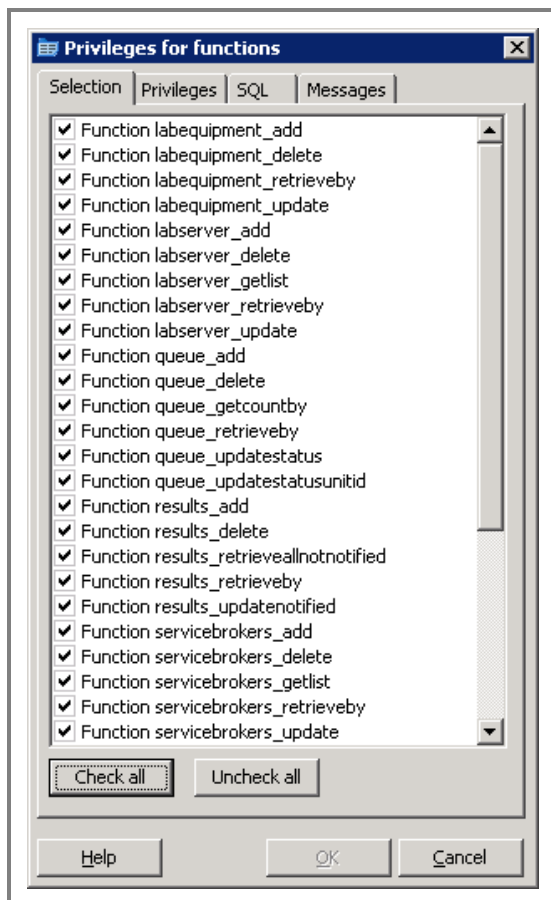 Privileges for functions
Selection Privileges SQL Messages
Function labequipment_add
Function labequipment_delete
Function labequipment_retrieveby
Function labequipment_update
Function labserver_add
Function labserver_delete
Function labserver_getlist
Function labserver_retrieveby
Function labserver_update
Function queue_add
Function queue_delete
Function queue_getcountby
Function queue_retrieveby
Function queue_updatestatus
Function queue_updatestatusunitid
Function results_add
Function results_delete
Function results_retrieveallnotnotified
Function results_retrieveby
Function results_updatenotified
Function servicebrokers_add
Function servicebrokers_delete
Function servicebrokers_getlist
Function servicebrokers_retrieveby
Function servicebrokers_update
Check all Uncheck all
Help OK Cancel